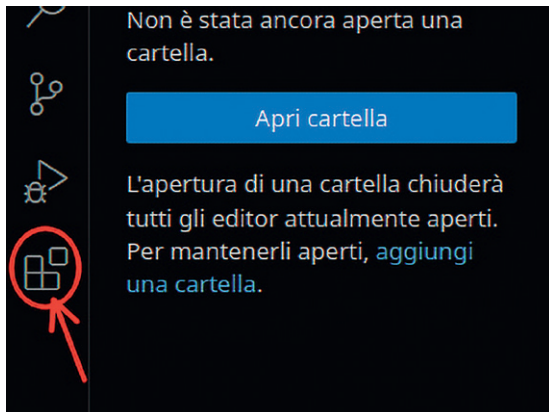 Non è stata ancora aperta una
cartella.
Apri cartella
L'apertura di una cartella chiuderà
tutti gli editor attualmente aperti.
Per mantenerli aperti, aggiungi
una cartella.